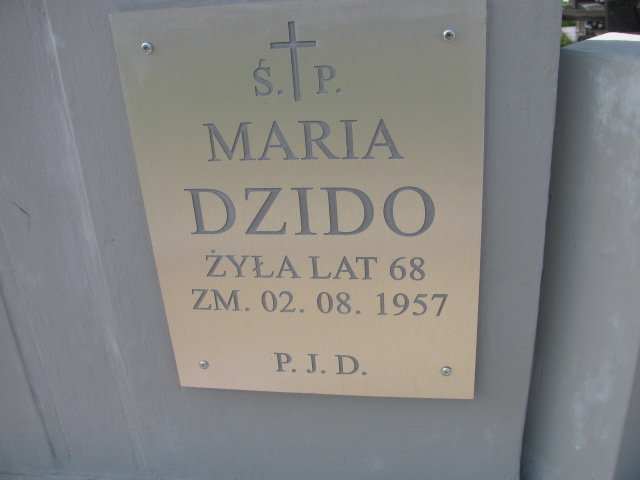 Ś. P.
MARIA
DZIDO
ŻYŁA LAT 68
ZM. 02. 08. 1957
P. J. D.